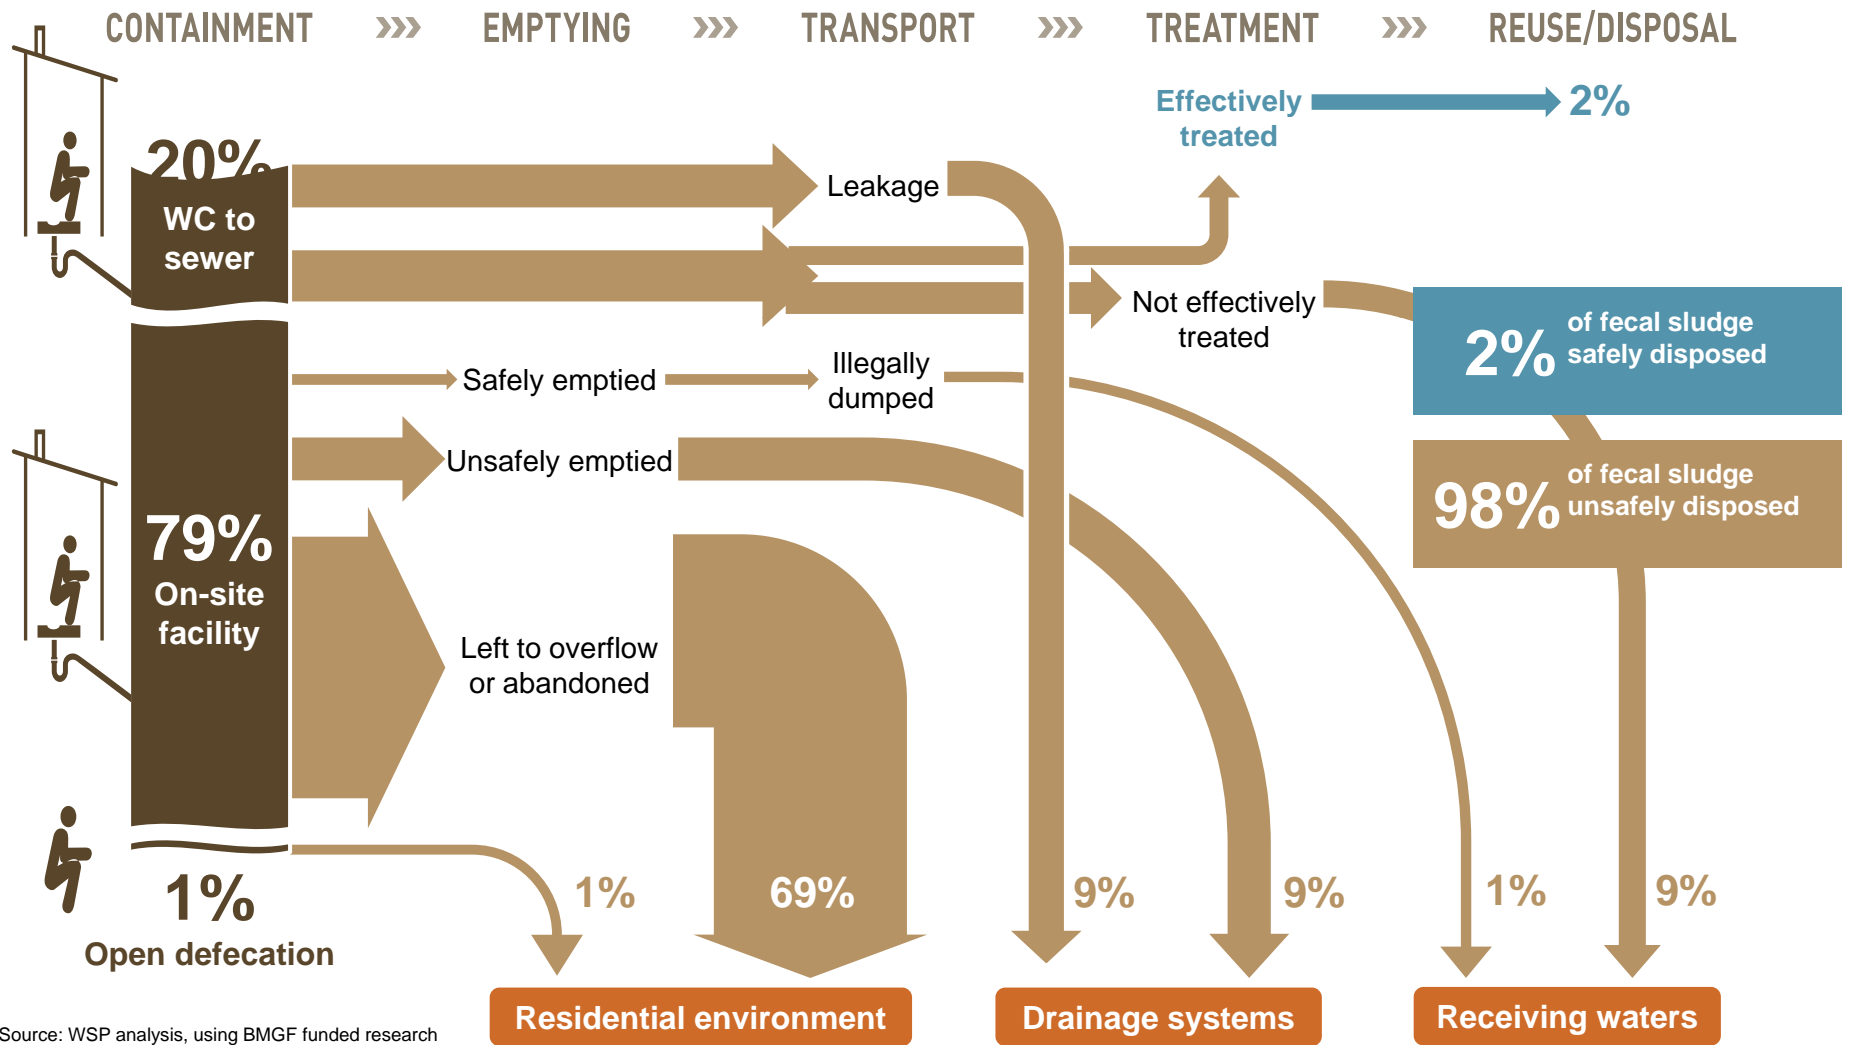 CONTAINMENT »» EMPTYING »» TRANSPORT »» TREATMENT »» REUSE/DISPOSAL
Effectively
treated
2%
20%
WC to
sewer
Leakage
Not effectively
treated
2%
of fecal sludge
safely disposed
Safely emptied
Illegally
dumped
Unsafely emptied
98%
of fecal sludge
unsafely disposed
79%
On-site
facility
Left to overflow
or abandoned
1%
Open defecation
1%
69%
9%
9%
1%
9%
Residential environment
Drainage systems
Receiving waters
Source: WSP analysis, using BMGF funded research